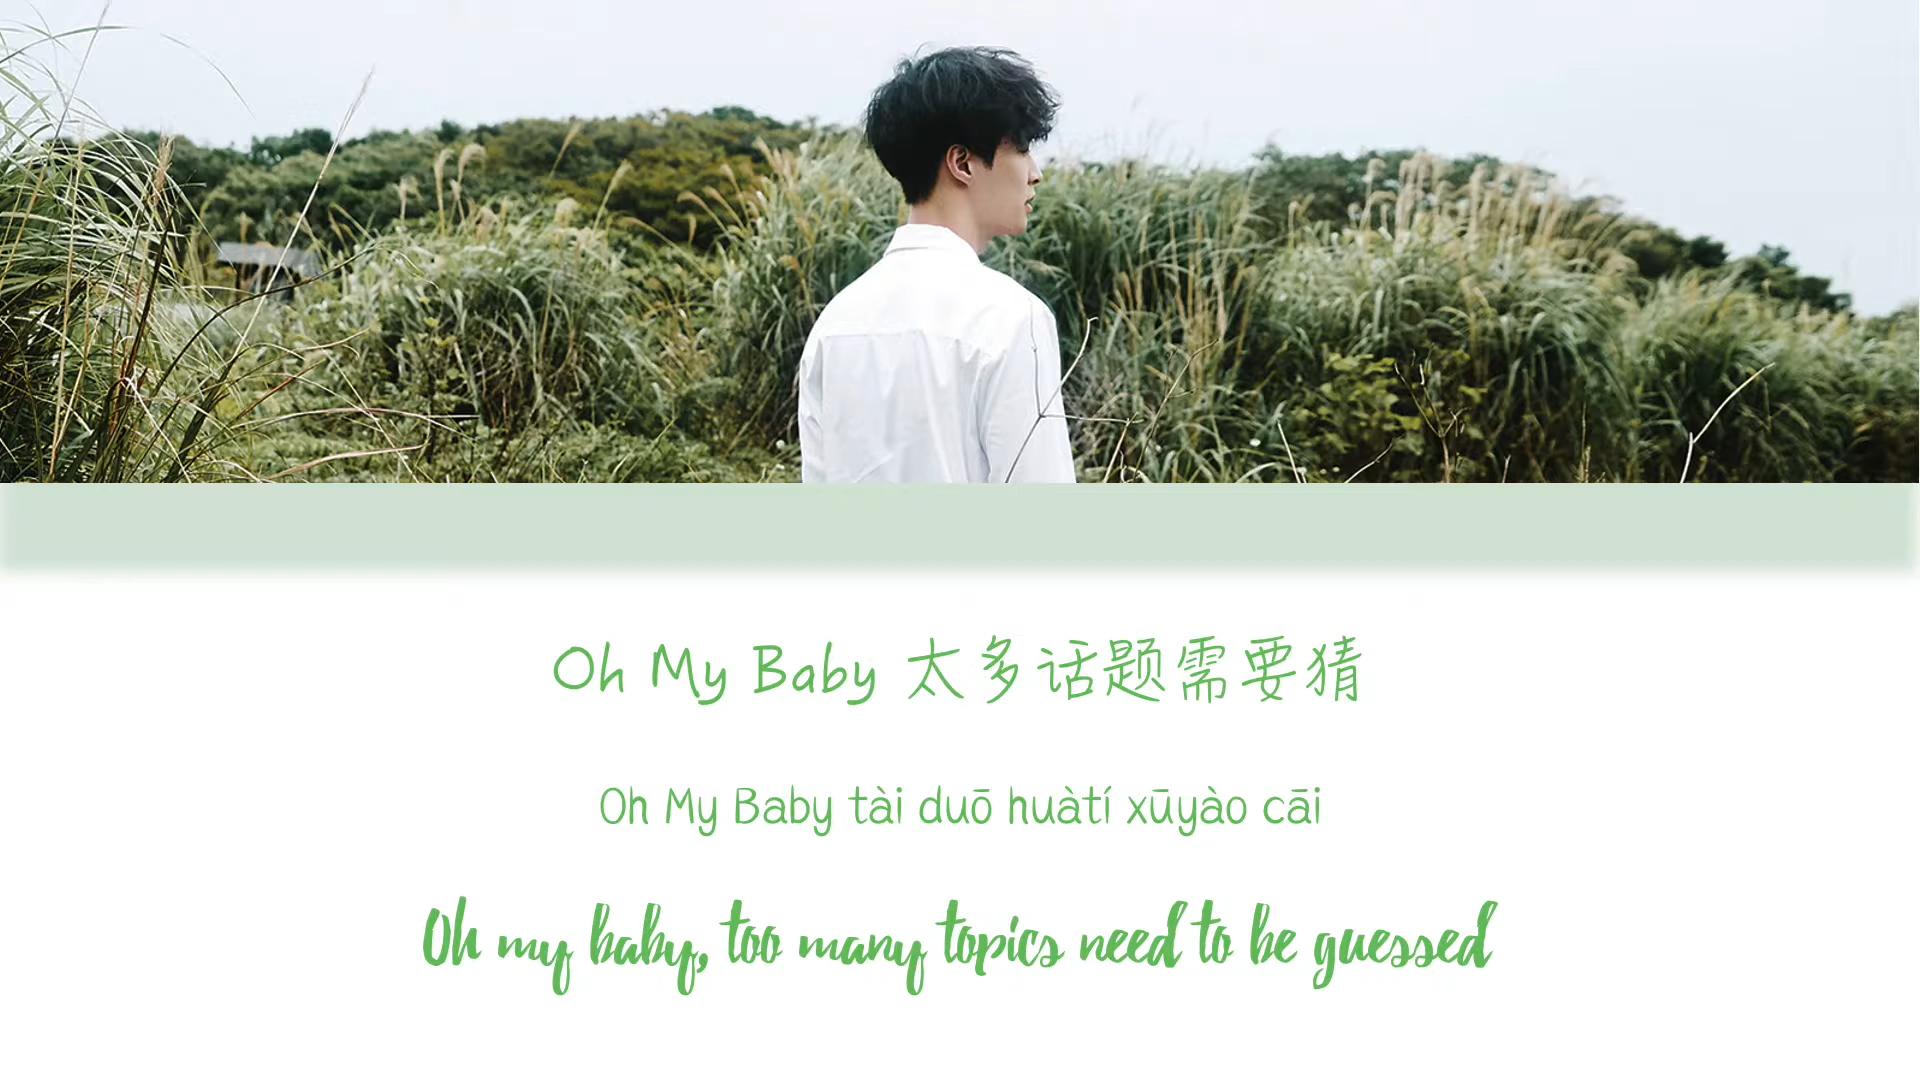 Oh My Baby 太多话题需要猜
Oh My Baby tài duō huàtí xūyào cāi
Oh my baby, too many topics need to be guessed